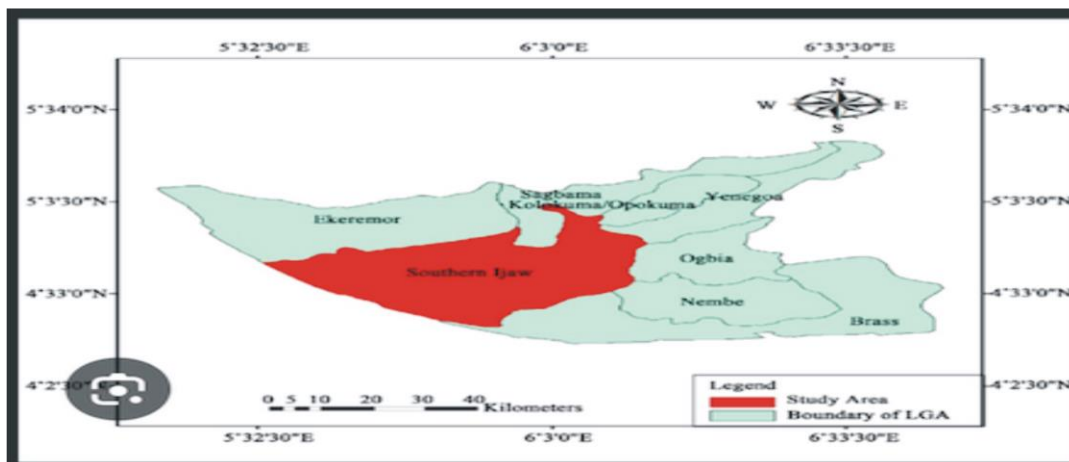 5°32'30"E 6°3'0"E 6°33'30"E
N
5°34'0"N W E 5°34'0"N
S
Sagbama
5°3'30"N Kolokuma/Opokuma Yenegoa 5°3'30"N
Ekeremor
Ogbia
Southern Ijaw
4°33'0"N Nembe 4°33'0"N
Brass
4°2'30"N Legend 4°2'30"N
0 5 10 20 30 40 Kilometers
Study Area
Boundary of LGA
5°32'30"E 6°3'0"E 6°33'30"E